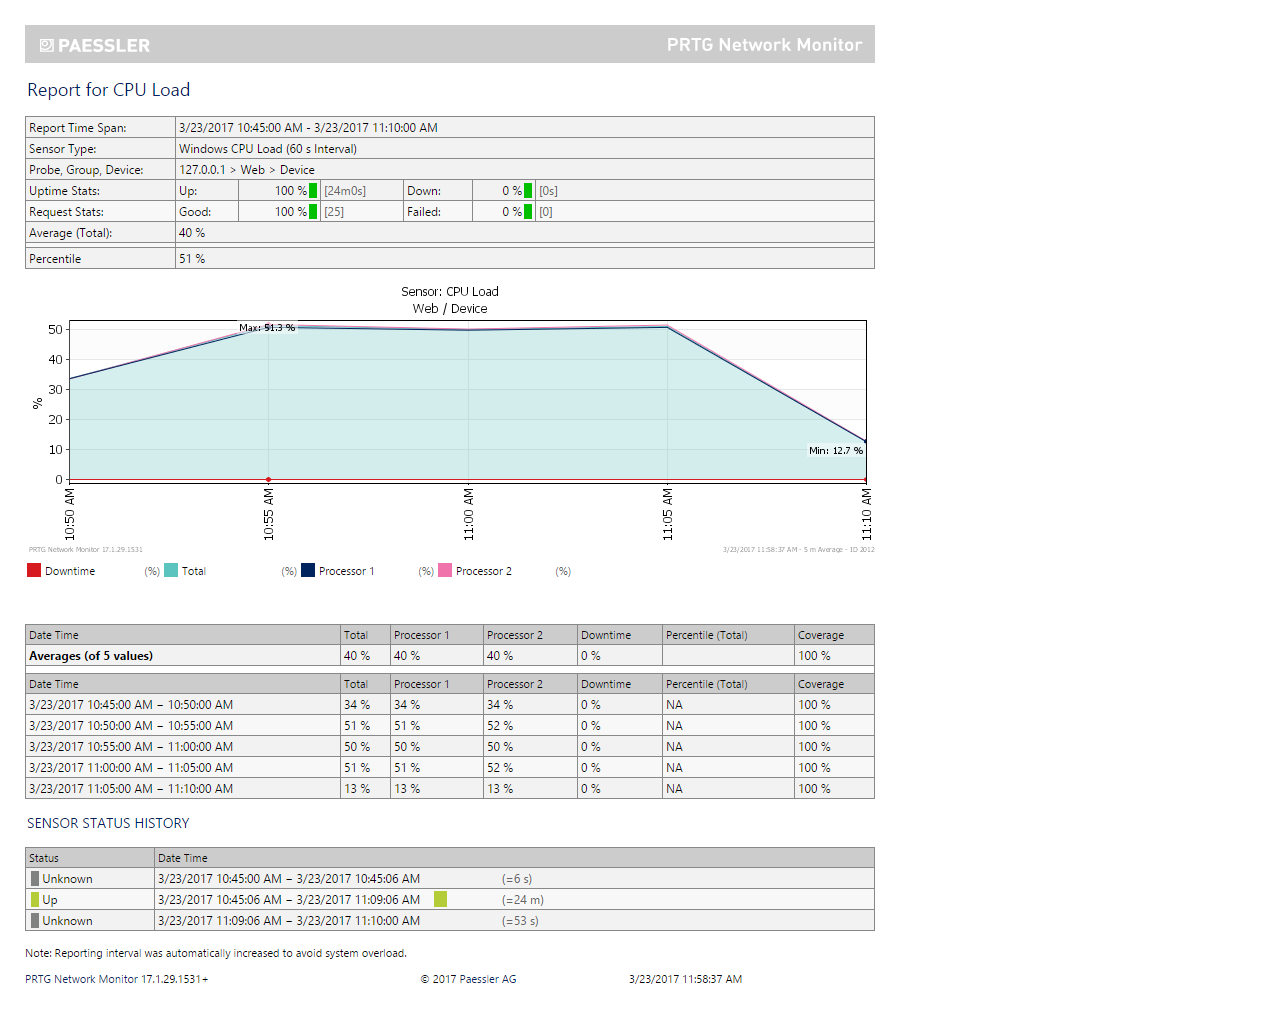 PAESSLER PRTG Network Monitor
Report for CPU Load
Report Time Span: 3/23/2017 10:45:00 AM - 3/23/2017 11:10:00 AM
Sensor Type: Windows CPU Load (60 s Interval)
Probe, Group, Device: 127.0.0.1 > Web > Device
Uptime Stats: Up: 100 % [24m0s] Down: 0 % [0s]
Request Stats: Good: 100 % [25] Failed: 0 % [0]
Average (Total): 40 %
Percentile 51 %
Sensor: CPU Load
Web / Device
Max: 51.3 %
50
40
30
20
10
0
%
Min: 12.7 %
10:50 AM 10:55 AM 11:00 AM 11:05 AM 11:10 AM
PRTG Network Monitor 17.1.29.1531 3/23/2017 11:58:37 AM - 5 m Average - ID 2012
Downtime (%) Total (%) Processor 1 (%) Processor 2 (%)
Date Time Total Processor 1 Processor 2 Downtime Percentile (Total) Coverage
Averages (of 5 values) 40 % 40 % 40 % 0 % 100 %
Date Time Total Processor 1 Processor 2 Downtime Percentile (Total) Coverage
3/23/2017 10:45:00 AM – 10:50:00 AM 34 % 34 % 34 % 0 % NA 100 %
3/23/2017 10:50:00 AM – 10:55:00 AM 51 % 51 % 52 % 0 % NA 100 %
3/23/2017 10:55:00 AM – 11:00:00 AM 50 % 50 % 50 % 0 % NA 100 %
3/23/2017 11:00:00 AM – 11:05:00 AM 51 % 51 % 52 % 0 % NA 100 %
3/23/2017 11:05:00 AM – 11:10:00 AM 13 % 13 % 13 % 0 % NA 100 %
SENSOR STATUS HISTORY
Status Date Time
Unknown 3/23/2017 10:45:00 AM – 3/23/2017 10:45:06 AM (=6 s)
Up 3/23/2017 10:45:06 AM – 3/23/2017 11:09:06 AM (=24 m)
Unknown 3/23/2017 11:09:06 AM – 3/23/2017 11:10:00 AM (=53 s)
Note: Reporting interval was automatically increased to avoid system overload.
PRTG Network Monitor 17.1.29.1531+ © 2017 Paessler AG 3/23/2017 11:58:37 AM